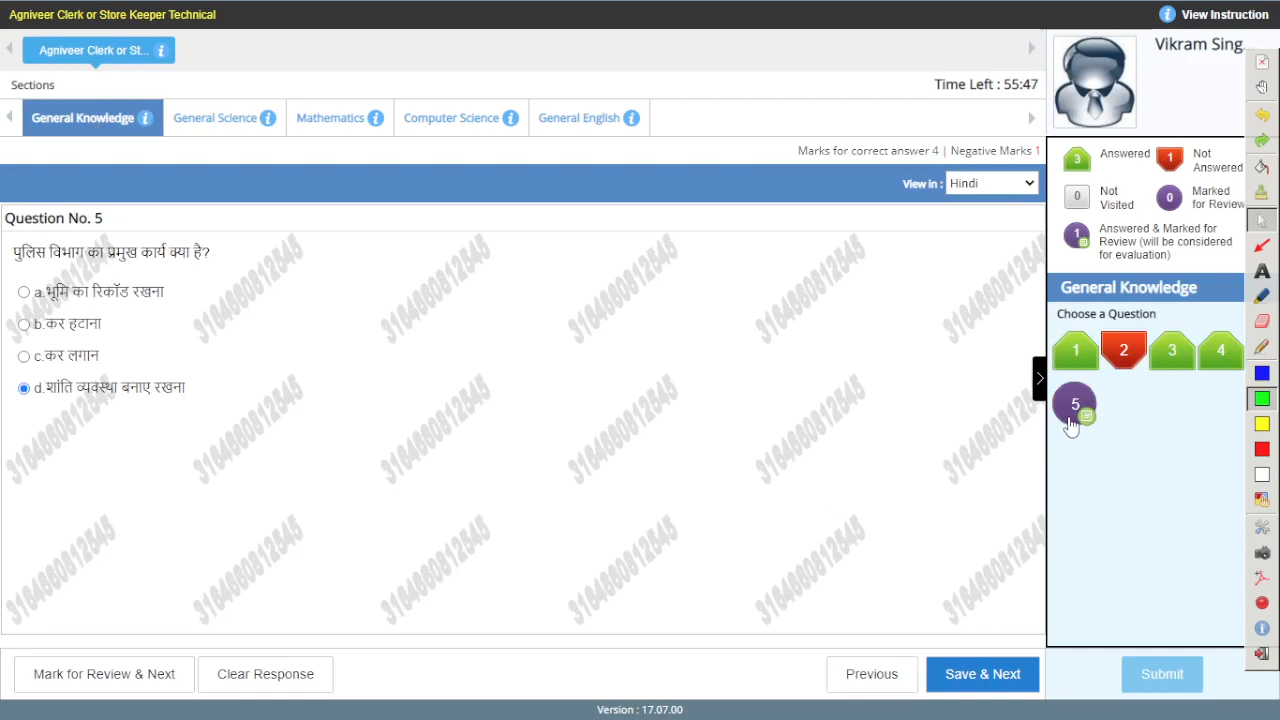 Agniveer Clerk or Store Keeper Technical
View Instruction
Agniveer Clerk or St...
Vikram Sing...
Sections
Time Left : 55:47
General Knowledge
General Science
Mathematics
Computer Science
General English
Marks for correct answer 4 | Negative Marks 1
View in : Hindi
Question No. 5
पुलिस विभाग का प्रमुख कार्य क्या है?
a.भूमि का रिकॉड रखना
b.कर हटाना
c.कर लगान
d.शांति व्यवस्था बनाए रखना
3 Answered
1 Not Answered
0 Not Visited
0 Marked for Review
1 Answered & Marked for Review (will be considered for evaluation)
General Knowledge
Choose a Question
1 2 3 4
5
Mark for Review & Next
Clear Response
Previous
Save & Next
Submit
Version : 17.07.00